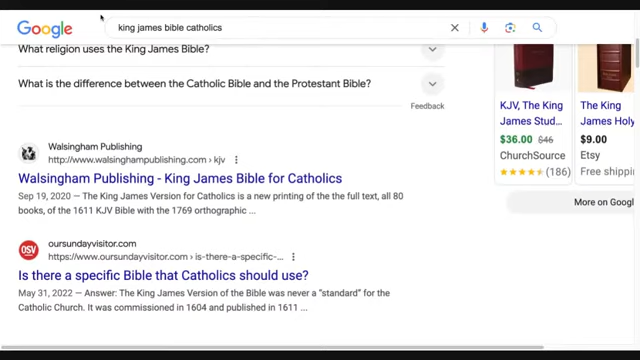 Google
king james bible catholics
What religion uses the King James Bible?
What is the difference between the Catholic Bible and the Protestant Bible?
Feedback
Walsingham Publishing
http://www.walsinghampublishing.com › kjv
Walsingham Publishing - King James Bible for Catholics
Sep 19, 2020 — The King James Version for Catholics is a new printing of the the full text, all 80
books, of the 1611 KJV Bible with the 1769 orthographic ...
OSV
oursundayvisitor.com
https://www.oursundayvisitor.com › is-there-a-specific-...
Is there a specific Bible that Catholics should use?
May 31, 2022 — Answer: The King James Version of the Bible was never a “standard” for the
Catholic Church. It was commissioned in 1604 and published in 1611 ...
KJV, The King
James Stud...
$36.00 $46
ChurchSource
(186)
The King
James Holy
$9.00
Etsy
Free shippin
More on Googl